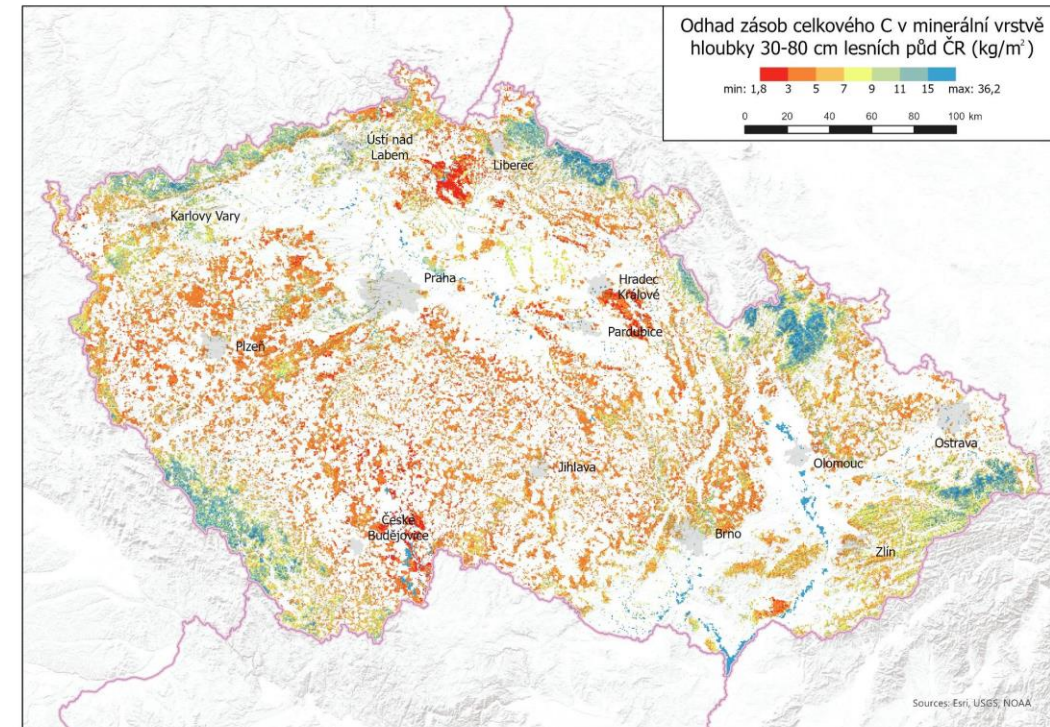 Odhad zásob celkového C v minerální vrstvě
hloubky 30-80 cm lesních půd ČR (kg/m²)
min: 1,8 3 5 7 9 11 15 max: 36,2
0 20 40 60 80 100 km
Ústí nad
Labem
Liberec
Karlovy Vary
Praha
Hradec
Králové
Pardubice
Plzeň
Ostrava
Jihlava
Olomouc
České
Budějovice
Brno
Zlín
Sources: Esri, USGS, NOAA